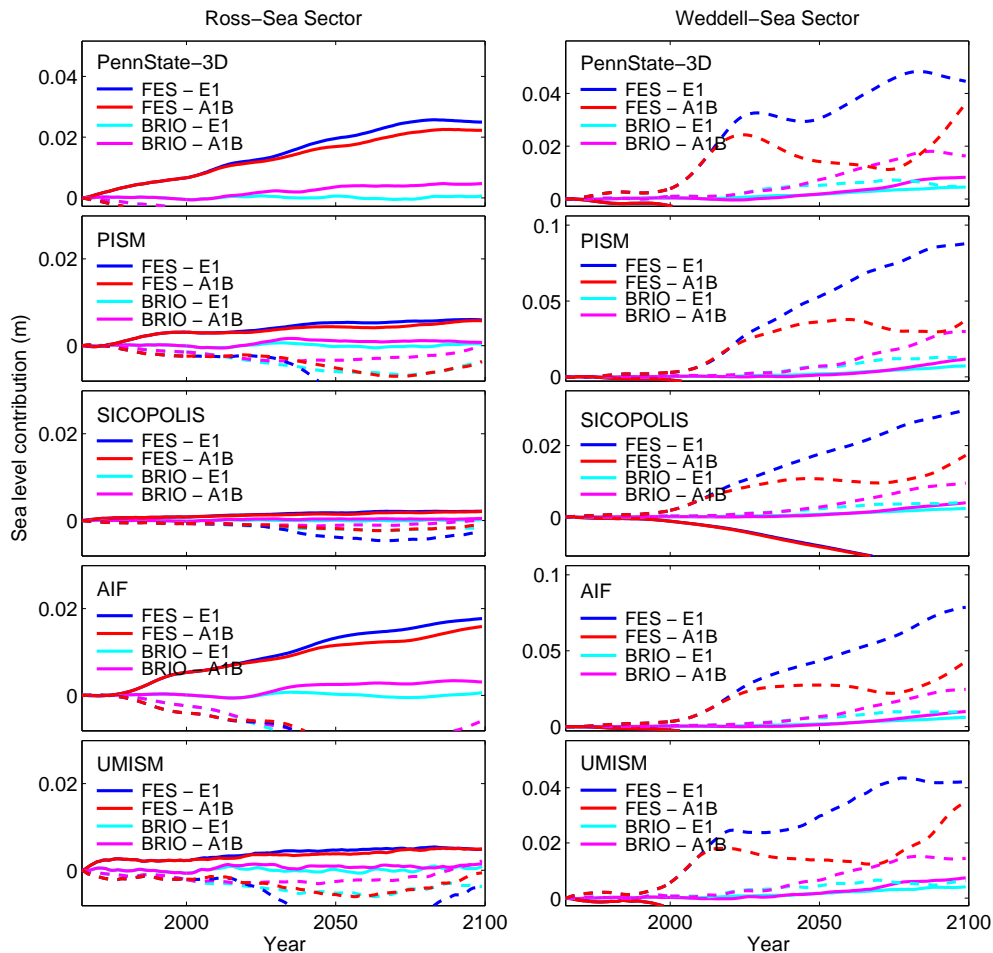 Ross−Sea Sector
Weddell−Sea Sector
Sea level contribution (m)
PennState−3D
FES − E1
FES − A1B
BRIO − E1
BRIO − A1B
0.04
0.02
0
PennState−3D
FES − E1
FES − A1B
BRIO − E1
BRIO − A1B
0.04
0.02
0
PISM
FES − E1
FES − A1B
BRIO − E1
BRIO − A1B
0.02
0
PISM
FES − E1
FES − A1B
BRIO − E1
BRIO − A1B
0.1
0.05
0
SICOPOLIS
FES − E1
FES − A1B
BRIO − E1
BRIO − A1B
0.02
0
SICOPOLIS
FES − E1
FES − A1B
BRIO − E1
BRIO − A1B
0.02
0
AIF
FES − E1
FES − A1B
BRIO − E1
BRIO − A1B
0.02
0
AIF
FES − E1
FES − A1B
BRIO − E1
BRIO − A1B
0.1
0.05
0
UMISM
FES − E1
FES − A1B
BRIO − E1
BRIO − A1B
0.02
0
2000
2050
2100
Year
UMISM
FES − E1
FES − A1B
BRIO − E1
BRIO − A1B
0.04
0.02
0
2000
2050
2100
Year